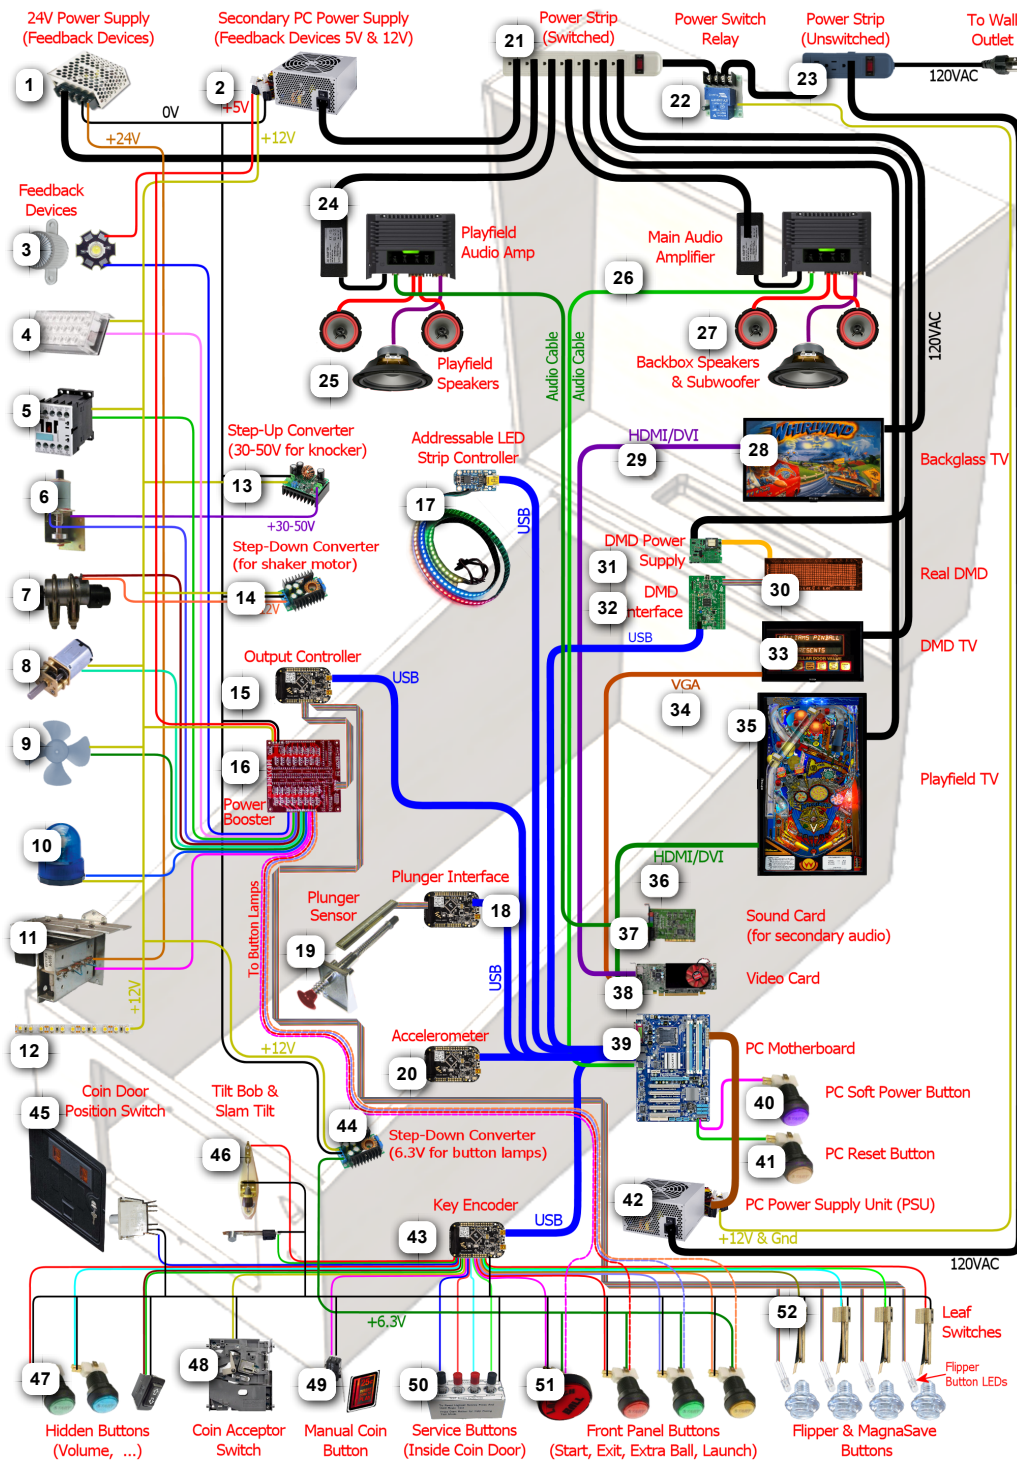 24V Power Supply
(Feedback Devices)
Secondary PC Power Supply
(Feedback Devices 5V & 12V)
Power Strip
(Switched)
Power Switch
Relay
Power Strip
(Unswitched)
To Wall
Outlet
1
2
21
22
23
120VAC
0V
+5V
+24V
+12V
Feedback
Devices
3
24
Playfield
Audio Amp
Main Audio
Amplifier
26
4
25
Playfield
Speakers
Audio Cable
Audio Cable
27
Backbox Speakers
& Subwoofer
120VAC
5
Step-Up Converter
(30-50V for knocker)
13
+30-50V
Addressable LED
Strip Controller
17
USB
HDMI/DVI
29
28
WHIRLWIND
Backglass TV
6
Step-Down Converter
(for shaker motor)
14
2V
DMD Power
Supply
31
Real DMD
30
32
DMD
nterface
USB
7
8
Output Controller
15
USB
VGA
34
33
PRESENTS
DMD TV
9
16
Power
Booster
35
Playfield TV
10
HDMI/DVI
36
Plunger Interface
18
Plunger
Sensor
19
To Button Lamps
USB
11
+12V
12
37
Sound Card
(for secondary audio)
38
Video Card
Accelerometer
20
39
PC Motherboard
+12V
40
PC Soft Power Button
41
PC Reset Button
Coin Door
Position Switch
45
Tilt Bob &
Slam Tilt
46
44
Step-Down Converter
(6.3V for button lamps)
42
PC Power Supply Unit (PSU)
+12V & Gnd
Key Encoder
43
USB
120VAC
+6.3V
52
Leaf
Switches
Flipper
Button LEDs
47
48
49
50
51
Hidden Buttons
(Volume, ...)
Coin Acceptor
Switch
Manual Coin
Button
Service Buttons
(Inside Coin Door)
Front Panel Buttons
(Start, Exit, Extra Ball, Launch)
Flipper & MagnaSave
Buttons